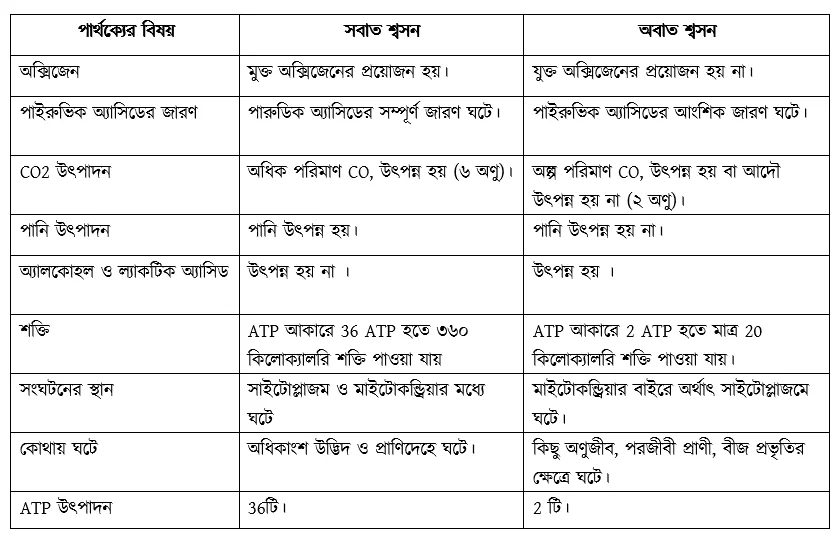 পার্থক্যের বিষয় সবাত শ্বসন অবাত শ্বসন
অক্সিজেন মুক্ত অক্সিজেনের প্রয়োজন হয়। যুক্ত অক্সিজেনের প্রয়োজন হয় না।
পাইরুভিক অ্যাসিডের জারণ পারুডিক অ্যাসিডের সম্পূর্ণ জারণ ঘটে। পাইরুভিক অ্যাসিডের আংশিক জারণ ঘটে।
CO2 উৎপাদন অধিক পরিমাণ CO, উৎপন্ন হয় (৬ অণু)। অল্প পরিমাণ CO, উৎপন্ন হয় বা আদৌ
উৎপন্ন হয় না (২ অণু)।
পানি উৎপাদন পানি উৎপন্ন হয়। পানি উৎপন্ন হয় না।
অ্যালকোহল ও ল্যাকটিক অ্যাসিড উৎপন্ন হয় না । উৎপন্ন হয় ।
শক্তি ATP আকারে 36 ATP হতে ৩৬০ ATP আকারে 2 ATP হতে মাত্র 20
কিলোক্যালরি শক্তি পাওয়া যায় কিলোক্যালরি শক্তি পাওয়া যায়।
সংঘটনের স্থান সাইটোপ্লাজম ও মাইটোকন্ড্রিয়ার মধ্যে মাইটোকন্ড্রিয়ার বাইরে অর্থাৎ সাইটোপ্লাজমে
ঘটে ঘটে।
কোথায় ঘটে অধিকাংশ উদ্ভিদ ও প্রাণিদেহে ঘটে। কিছু অণুজীব, পরজীবী প্রাণী, বীজ প্রভৃতির
ক্ষেত্রে ঘটে।
ATP উৎপাদন 36টি। 2 টি।